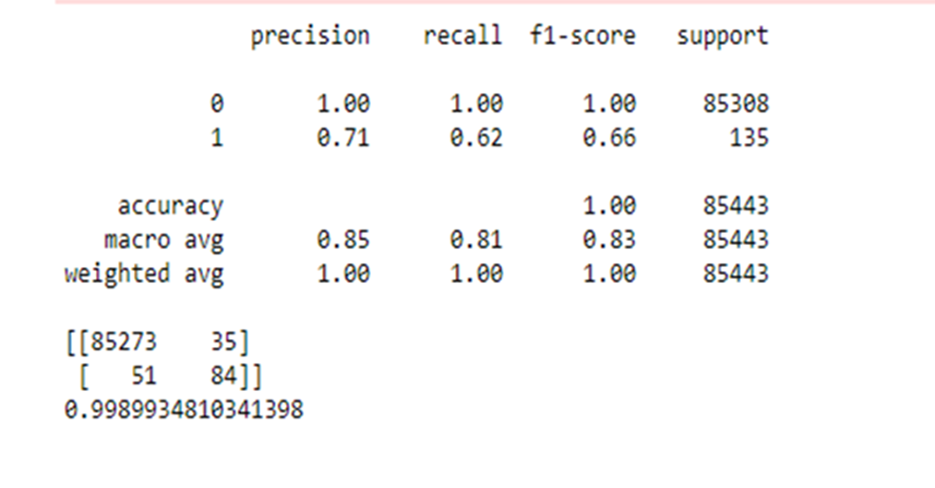 precision recall f1-score support
0 1.00 1.00 1.00 85308
1 0.71 0.62 0.66 135
accuracy 1.00 85443
macro avg 0.85 0.81 0.83 85443
weighted avg 1.00 1.00 1.00 85443
[[85273 35]
[ 51 84]]
0.9989934810341398